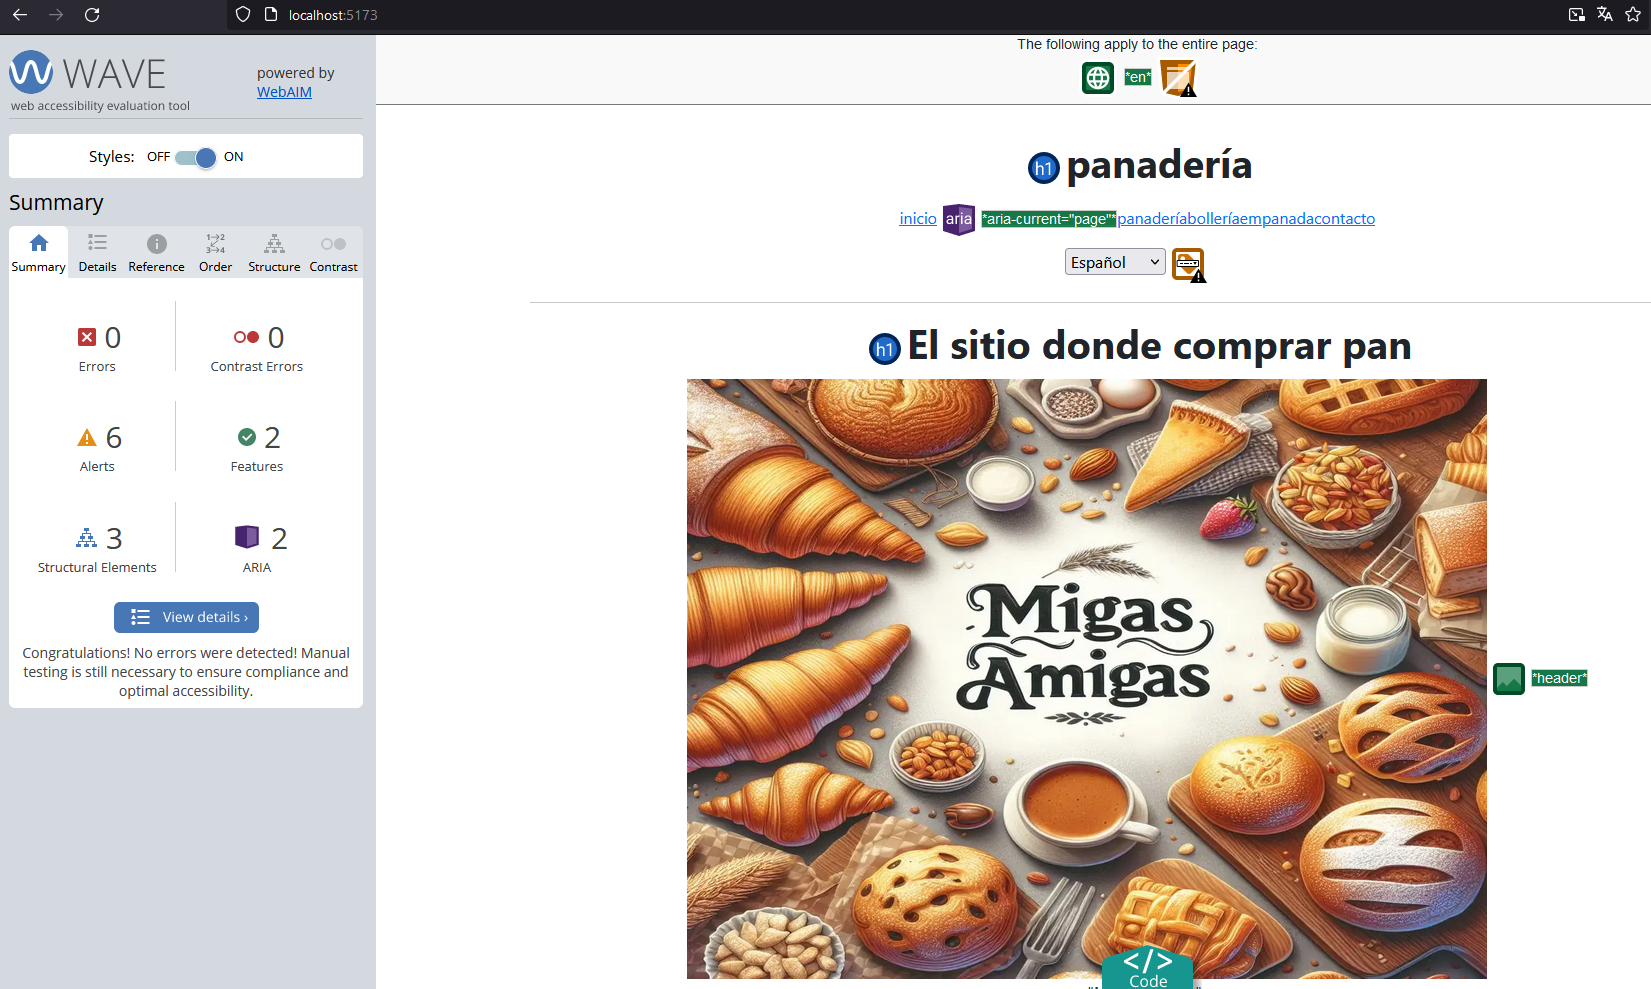 localhost:5173
WAVE
web accessibility evaluation tool
powered by
WebAIM
Styles: OFF ON
Summary
Summary Details Reference Order Structure Contrast
1→2
3→4
0 0
Errors Contrast Errors
6 2
Alerts Features
3 2
Structural Elements ARIA
View details ›
Congratulations! No errors were detected! Manual
testing is still necessary to ensure compliance and
optimal accessibility.
The following apply to the entire page:
*en*
h1 panadería
inicio aria *aria-current="page"*panaderíabolleríaempanadacontacto
Español
h1 El sitio donde comprar pan
Migas
Amigas
*header*
</>
Code